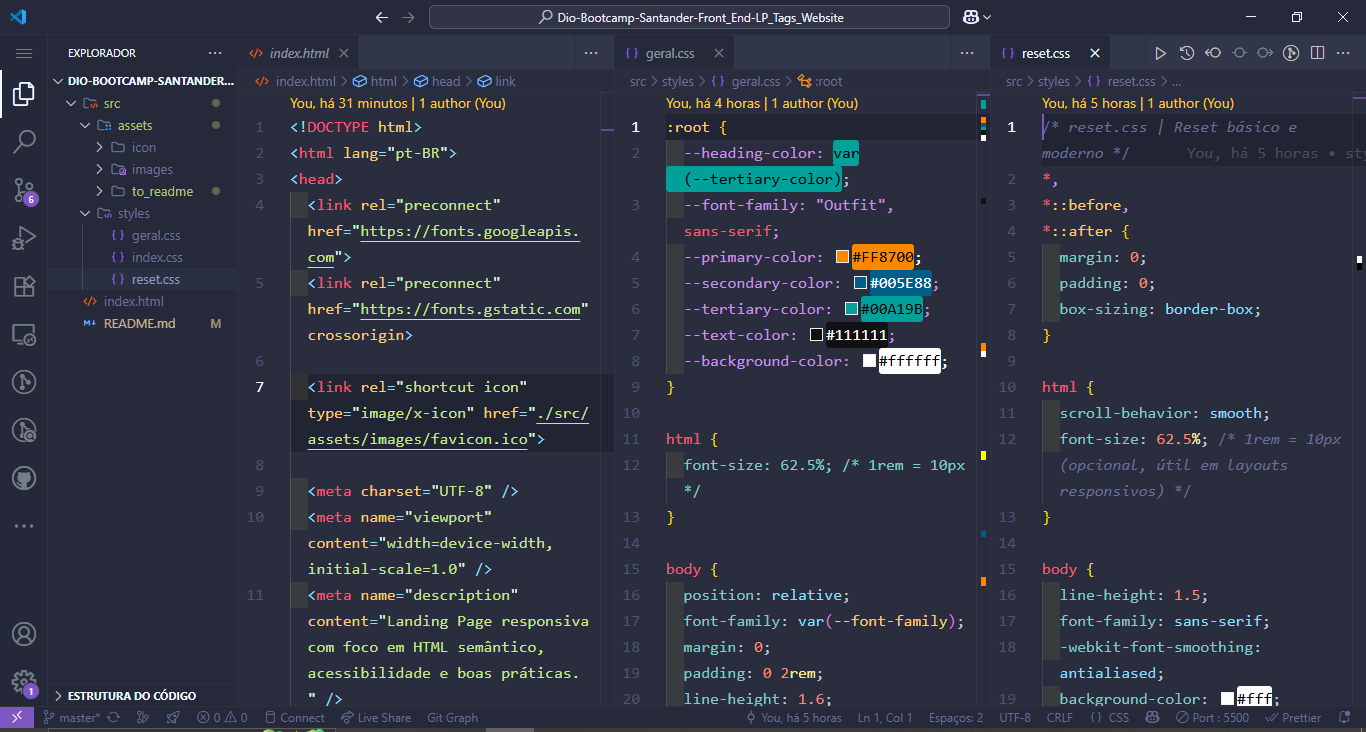 Dio-Bootcamp-Santander-Front_End-LP_Tags_Website
EXPLORADOR
DIO-BOOTCAMP-SANTANDER...
src
assets
icon
images
to_readme
styles
geral.css
index.css
reset.css
index.html
README.md M
ESTRUTURA DO CÓDIGO
index.html
index.html > html > head > link
You, há 31 minutos | 1 author (You)
1 <!DOCTYPE html>
2 <html lang="pt-BR">
3 <head>
4 <link rel="preconnect"
href="https://fonts.googleapis.
com">
5 <link rel="preconnect"
href="https://fonts.gstatic.com"
crossorigin>
6
7 <link rel="shortcut icon"
type="image/x-icon" href="./src/
assets/images/favicon.ico">
8
9 <meta charset="UTF-8" />
10 <meta name="viewport"
content="width=device-width,
initial-scale=1.0" />
11 <meta name="description"
content="Landing Page responsiva
com foco em HTML semântico,
acessibilidade e boas práticas.
" />
geral.css
src > styles > {} geral.css > :root
You, há 4 horas | 1 author (You)
1 :root {
2 --heading-color: var
(--tertiary-color);
3 --font-family: "Outfit",
sans-serif;
4 --primary-color: #FF8700;
5 --secondary-color: #005E88;
6 --tertiary-color: #00A19B;
7 --text-color: #111111;
8 --background-color: #ffffff;
9 }
10
11 html {
12 font-size: 62.5%; /* 1rem = 10px
*/
13 }
14
15 body {
16 position: relative;
17 font-family: var(--font-family);
18 margin: 0;
19 padding: 0 2rem;
20 line-height: 1.6;
reset.css
src > styles > {} reset.css > ...
You, há 5 horas | 1 author (You)
1 /* reset.css | Reset básico e
moderno */ You, há 5 horas • sty
2 *,
3 *::before,
4 *::after {
5 margin: 0;
6 padding: 0;
7 box-sizing: border-box;
8 }
9
10 html {
11 scroll-behavior: smooth;
12 font-size: 62.5%; /* 1rem = 10px
(opcional, útil em layouts
responsivos) */
13 }
14
15 body {
16 line-height: 1.5;
17 font-family: sans-serif;
18 -webkit-font-smoothing:
antialiased;
19 background-color: #fff;
6
1
master* 0 0 Connect Live Share Git Graph You, há 5 horas Ln 1, Col 1 Espaços: 2 UTF-8 CRLF {} CSS Port : 5500 Prettier